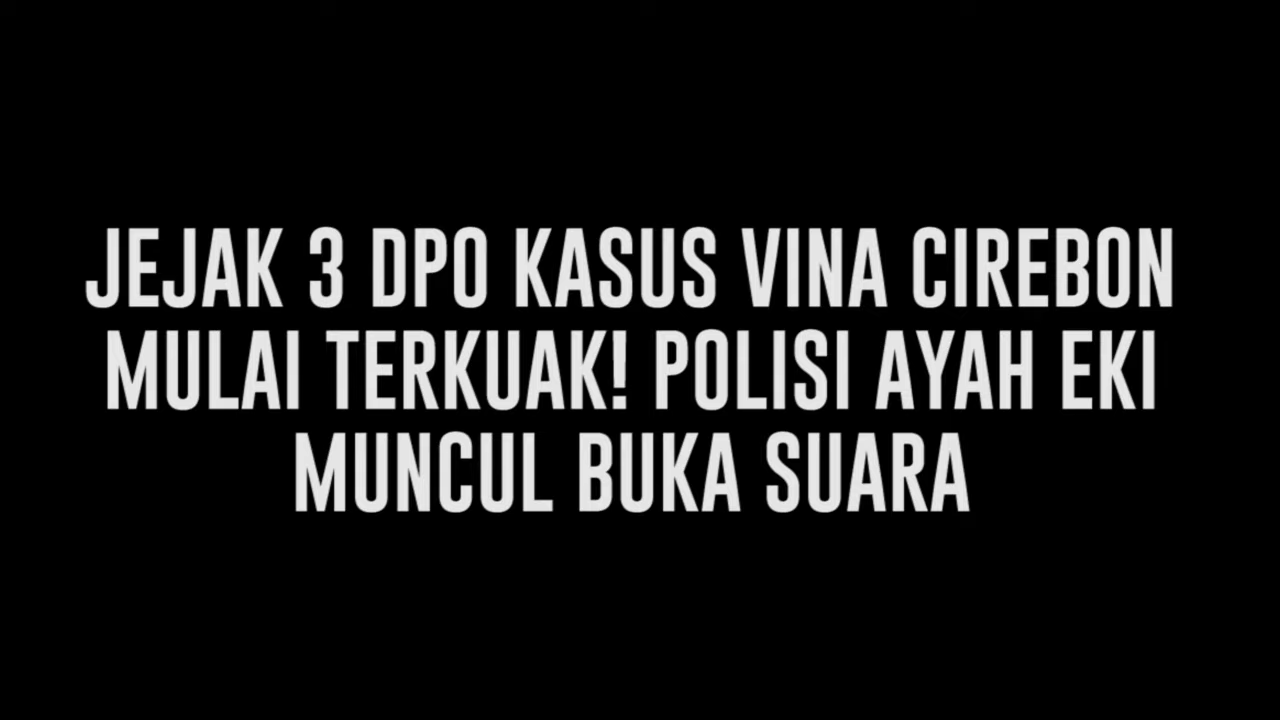 JEJAK 3 DPO KASUS VINA CIREBON
MULAI TERKUAK! POLISI AYAH EKI
MUNCUL BUKA SUARA